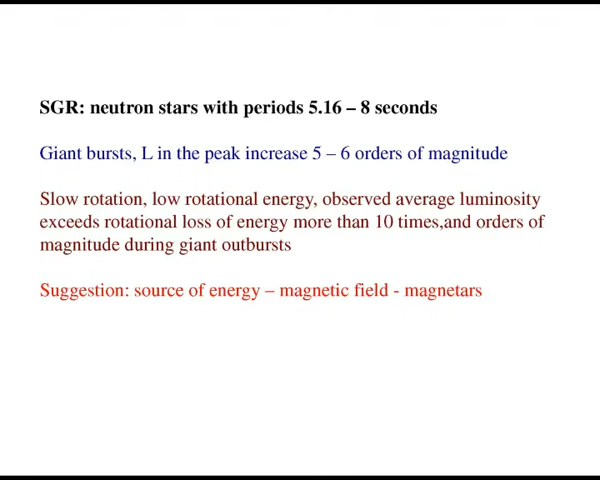 SGR: neutron stars with periods 5.16 – 8 seconds
Giant bursts, L in the peak increase 5 – 6 orders of magnitude
Slow rotation, low rotational energy, observed average luminosity
exceeds rotational loss of energy more than 10 times,and orders of
magnitude during giant outbursts
Suggestion: source of energy – magnetic field - magnetars